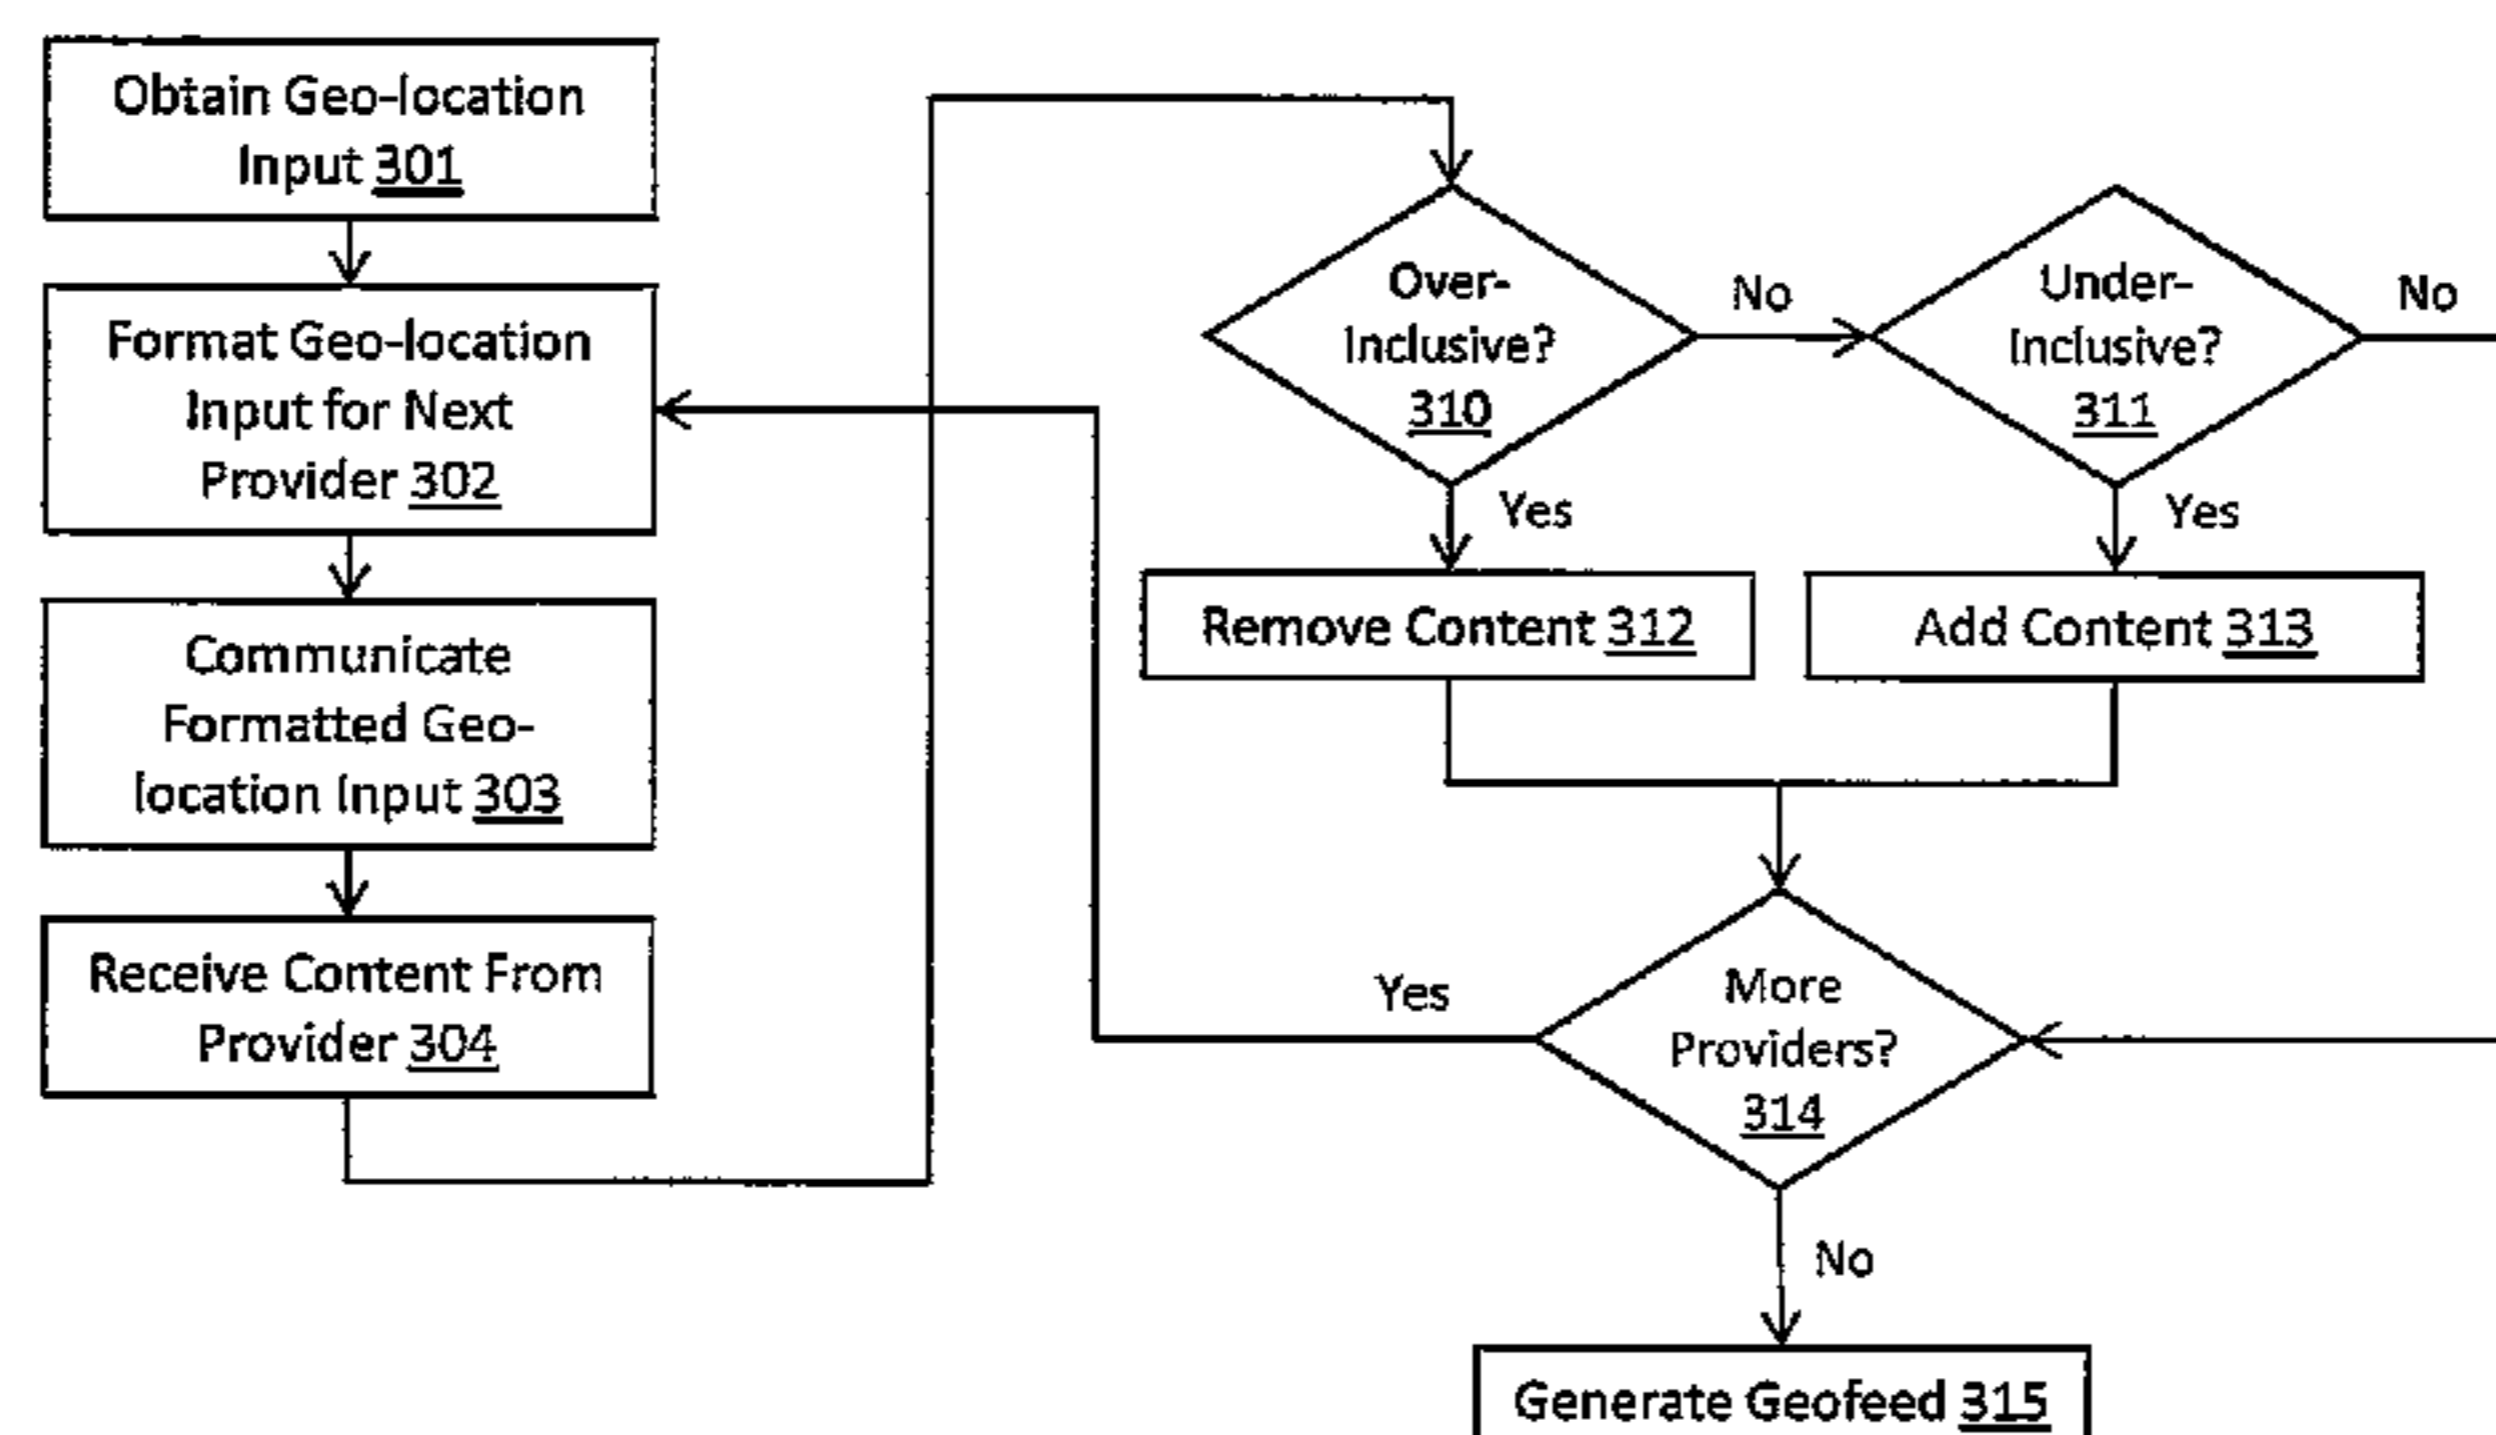 Obtain Geo-location
Input 301
Format Geo-location
Input for Next
Provider 302
Communicate
Formatted Geo-
location Input 303
Receive Content From
Provider 304
Over-
Inclusive?
310
No
Under-
Inclusive?
311
No
Yes
Yes
Remove Content 312
Add Content 313
Yes
More
Providers?
314
No
Generate Geofeed 315